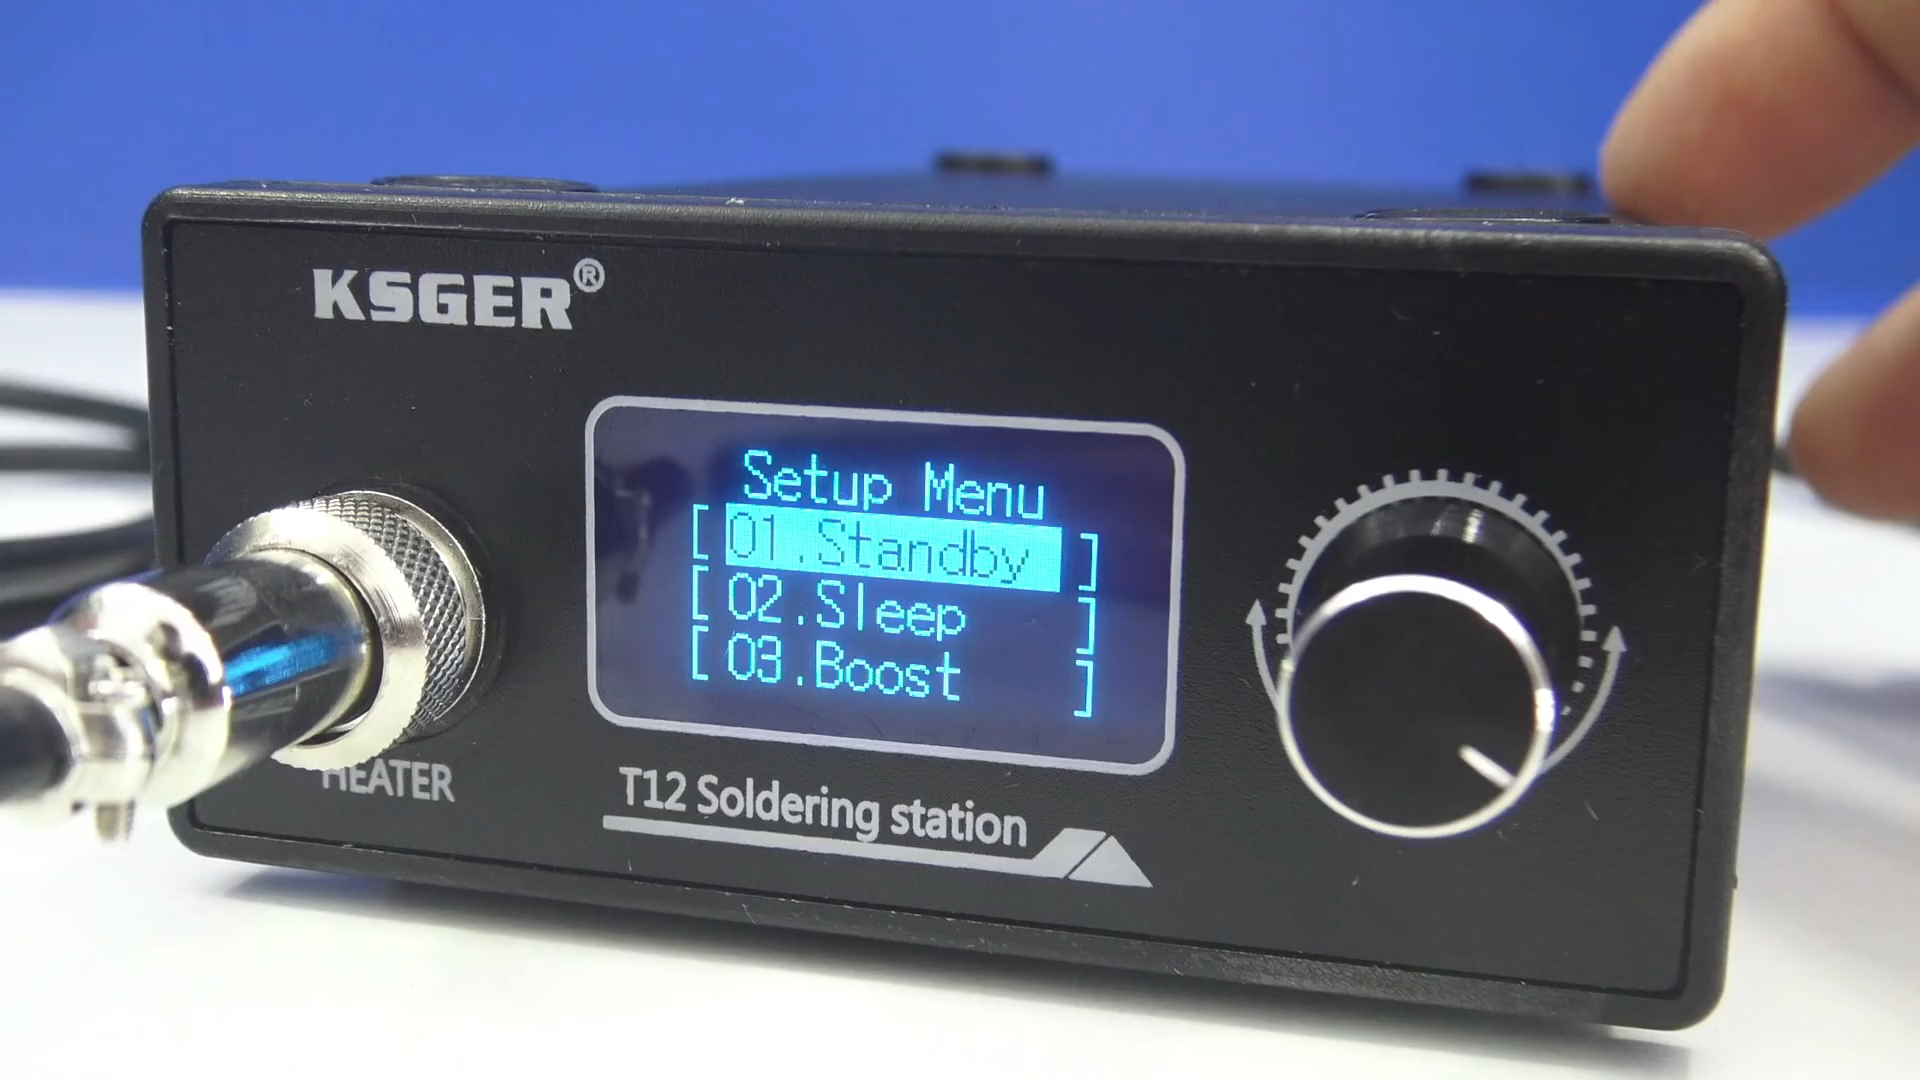 KSGER®
Setup Menu
[01.Standby ]
[02.Sleep ]
[03.Boost ]
HEATER
T12 Soldering station